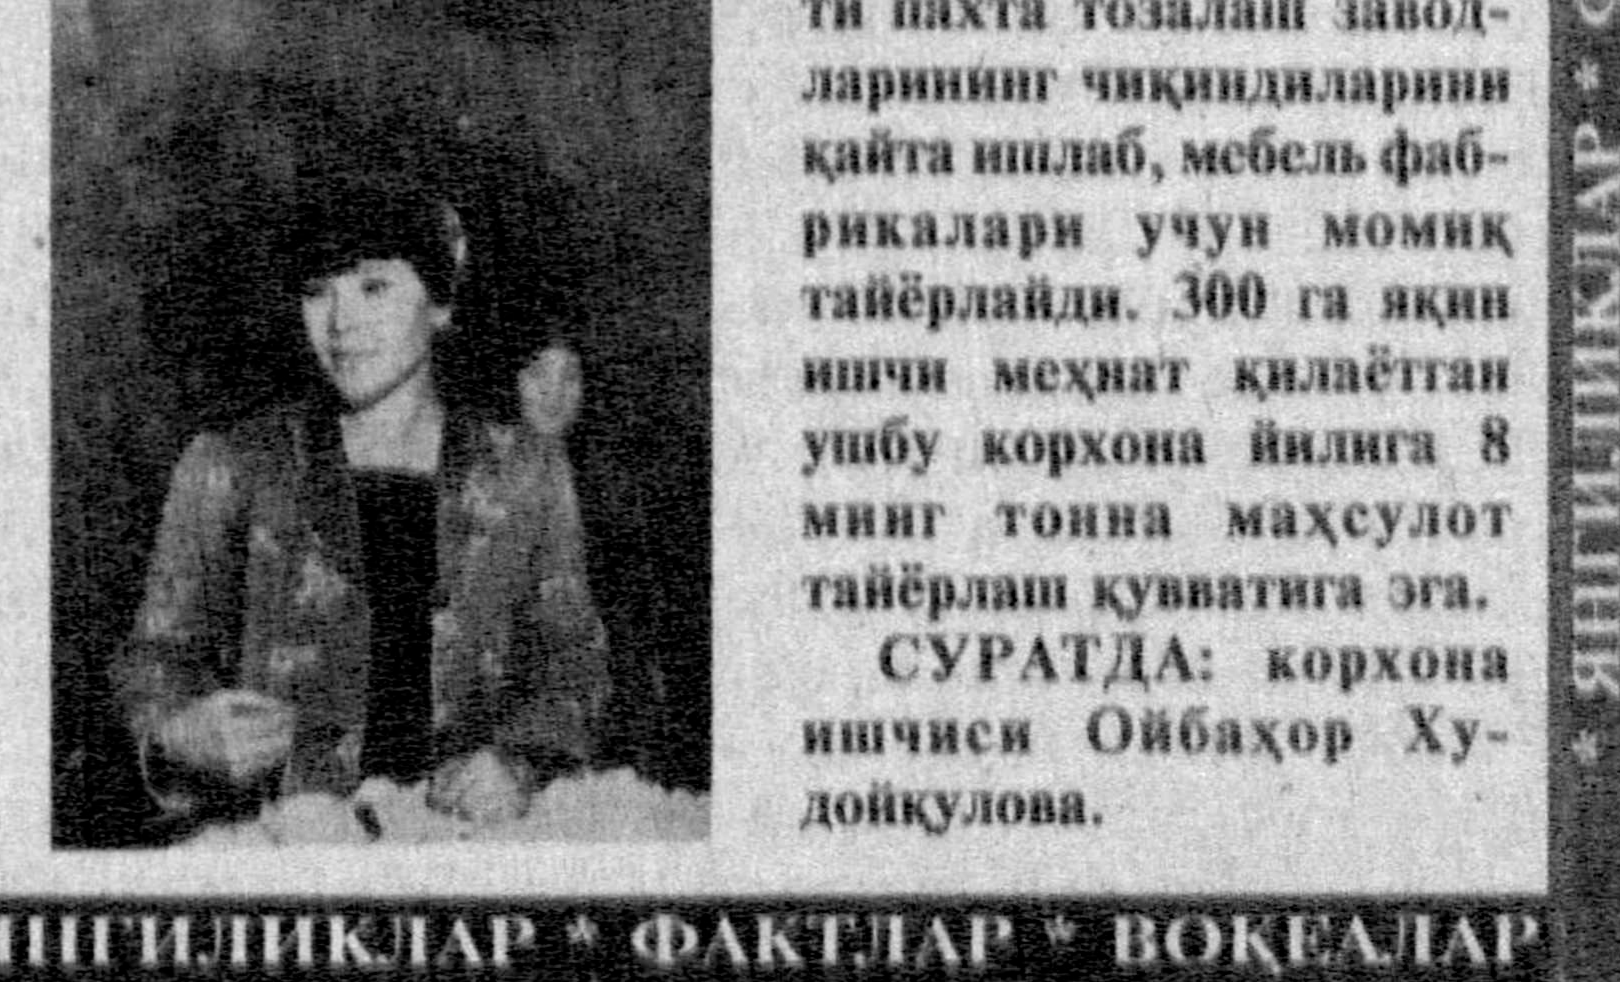 ти пахта тозалаш завод-
ларининг чиқиндиларини
қайта ишлаб, мебель фаб-
рикалари учун момиқ
тайёрлайди. 300 га яқин
ишчи меҳнат қилаётган
ушбу корхона йилига 8
минг тонна маҳсулот
тайёрлаш қувватига эга.
СУРАТДА: корхона
ишчиси Ойбаҳор Ху-
дойқулова.
НГИЛИКЛАР * ФАКТЛАР * ВОҚЕАЛАР
* ЯНГИЛИКЛАР *